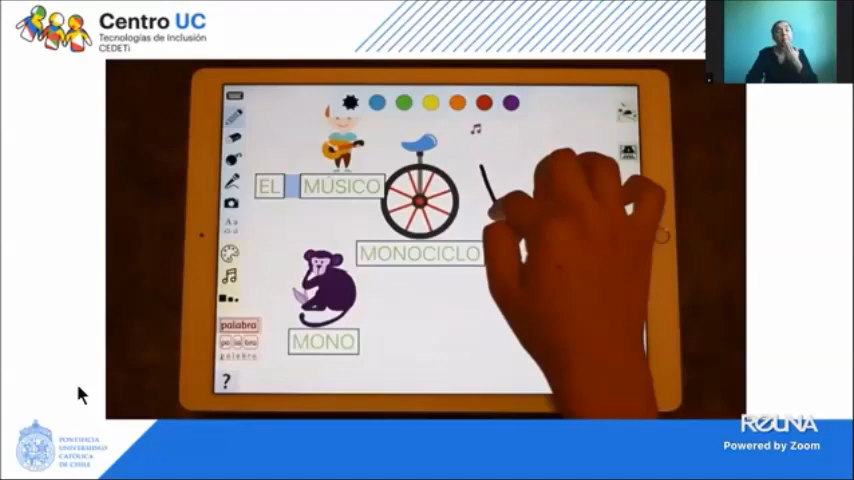 Centro UC
Tecnologías de Inclusión
CEDETi
EL MÚSICO
MONOCICLO
MONO
palabra
pa la bra
palabra
?
PONTIFICIA
UNIVERSIDAD
CATÓLICA
DE CHILE
REUNA
Powered by Zoom